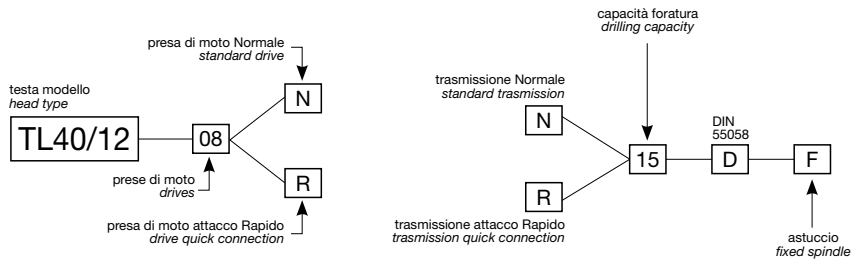 presa di moto Normale
standard drive
testa modello
head type
N
TL40/12
08
prese di moto
drives
R
presa di moto attacco Rapido
drive quick connection
capacità foratura
drilling capacity
trasmissione Normale
standard trasmission
N
DIN
55058
15
D
F
R
trasmissione attacco Rapido
trasmission quick connection
astuccio
fixed spindle